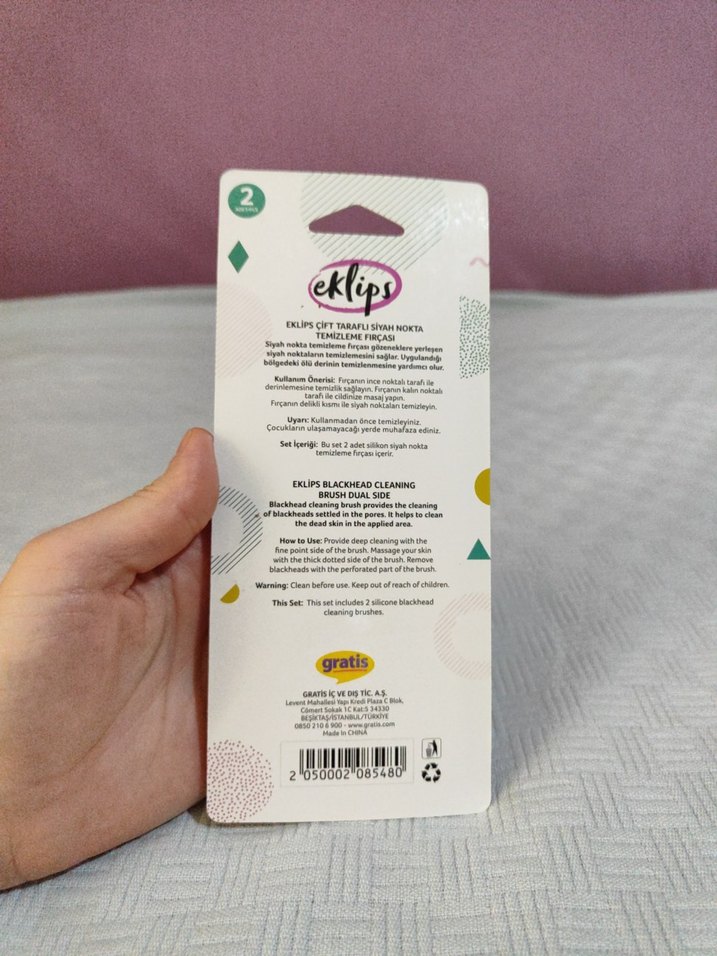 2
eklips
EKLİPS ÇİFT TARAFLI SİYAH NOKTA
TEMİZLEME FIRÇASI
Siyah nokta temizleme fırçası gözeneklere yerleşen
siyah noktaların temizlemesini sağlar. Uygulandığı
bölgedeki ölü derinin temizlenmesine yardımcı olur.
Kullanım Önerisi: Fırçanın ince noktalı tarafı ile
derinlemesine temizlik sağlayın. Fırçanın kalın noktalı
tarafı ile cildinize masaj yapın.
Fırçanın delikli kısmı ile siyah noktaları temizleyin.
Uyarı: Kullanmadan önce temizleyiniz.
Çocukların ulaşamayacağı yerde muhafaza ediniz.
Set İçeriği: Bu set 2 adet silikon siyah nokta
temizleme fırçası içerir.
EKLİPS BLACKHEAD CLEANING
BRUSH DUAL SIDE
Blackhead cleaning brush provides the cleaning
of blackheads settled in the pores. It helps to clean
the dead skin in the applied area.
How to Use: Provide deep cleaning with the
fine point side of the brush. Massage your skin
with the thick dotted side of the brush. Remove
blackheads with the perforated part of the brush.
Warning: Clean before use. Keep out of reach of children.
This Set: This set includes 2 silicone blackhead
cleaning brushes.
gratis
GRATİS İÇ VE DIŞ TİC. A.Ş.
Levent Mahallesi Yapı Kredi Plaza C Blok,
Cömert Sokak 1C Kat:5 34330
BEŞİKTAŞ/İSTANBUL/TÜRKİYE
0850 210 6 900 - www.gratis.com
Made In CHINA
2 050002 085480